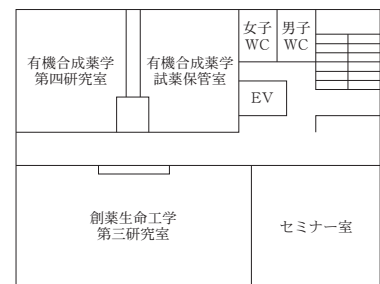 有機合成薬学
第四研究室
有機合成薬学
試薬保管室
女子
WC
男子
WC
EV
創薬生命工学
第三研究室
セミナー室